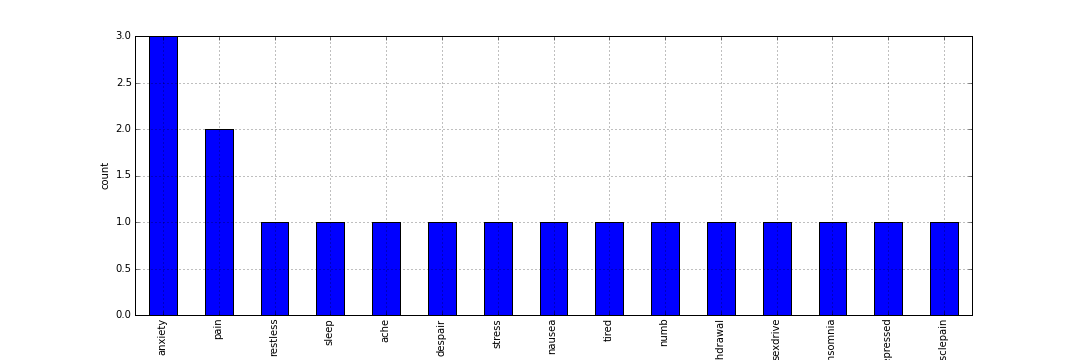 3.0
2.5
2.0
1.5
1.0
0.5
0.0
count
anxiety
pain
restless
sleep
ache
despair
stress
nausea
tired
numb
hdrawal
sexdrive
nsomnia
pressed
sclepain